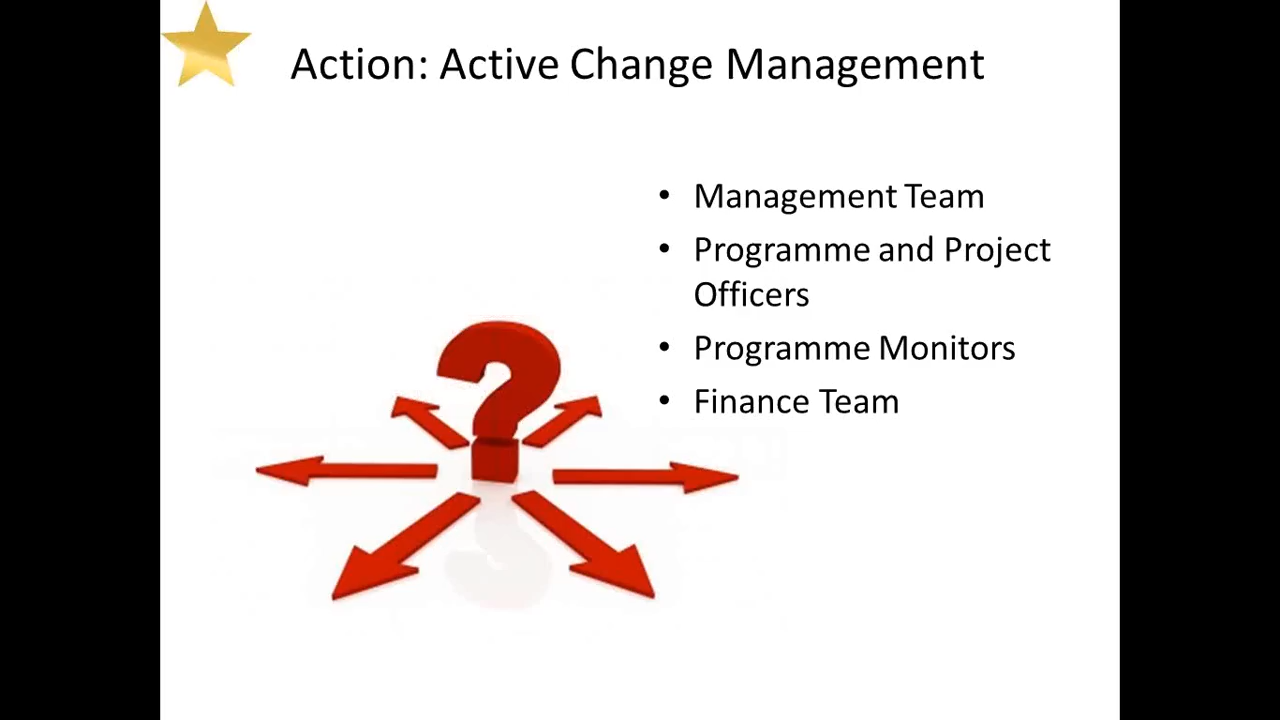 Action: Active Change Management
• Management Team
• Programme and Project
Officers
• Programme Monitors
• Finance Team